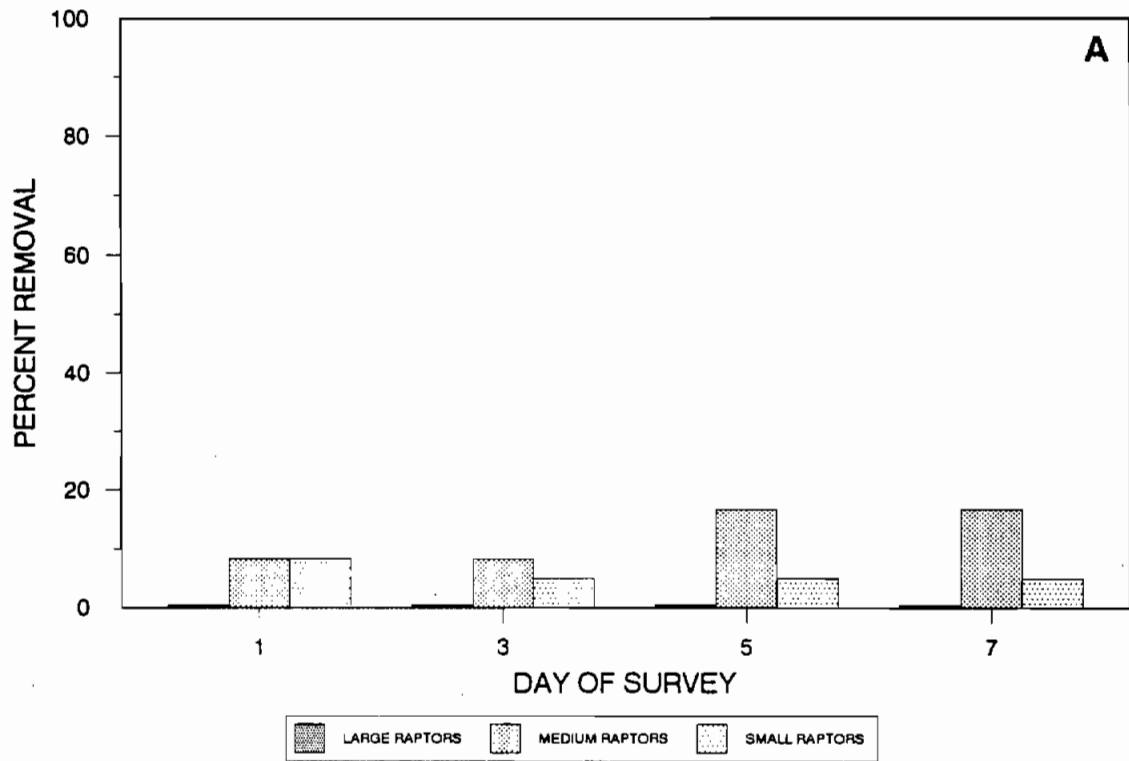 A
100
80
60
40
20
0
PERCENT REMOVAL
1 3 5 7
DAY OF SURVEY
LARGE RAPTORS MEDIUM RAPTORS SMALL RAPTORS